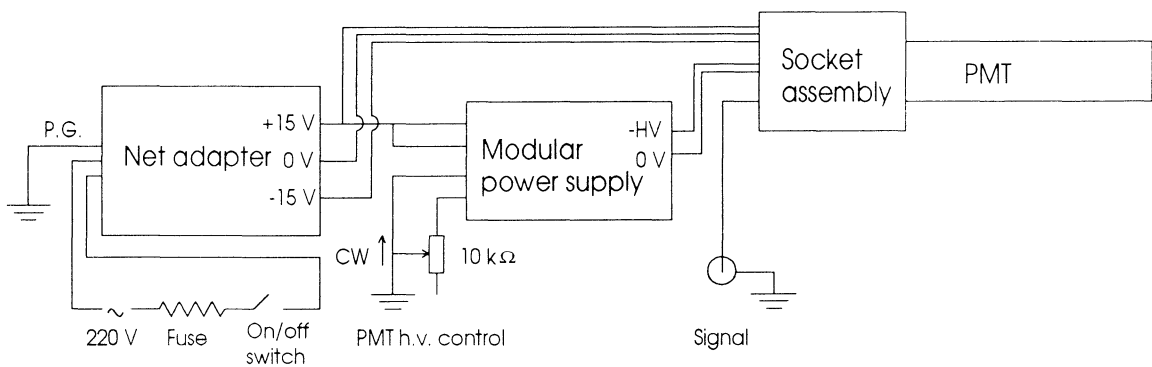 Socket
assembly
PMT
P.G.
Net adapter
+15 V
0 V
-15 V
Modular
power supply
-HV
0 V
CW
10 kΩ
~
220 V
Fuse
On/off
switch
PMT h.v. control
Signal